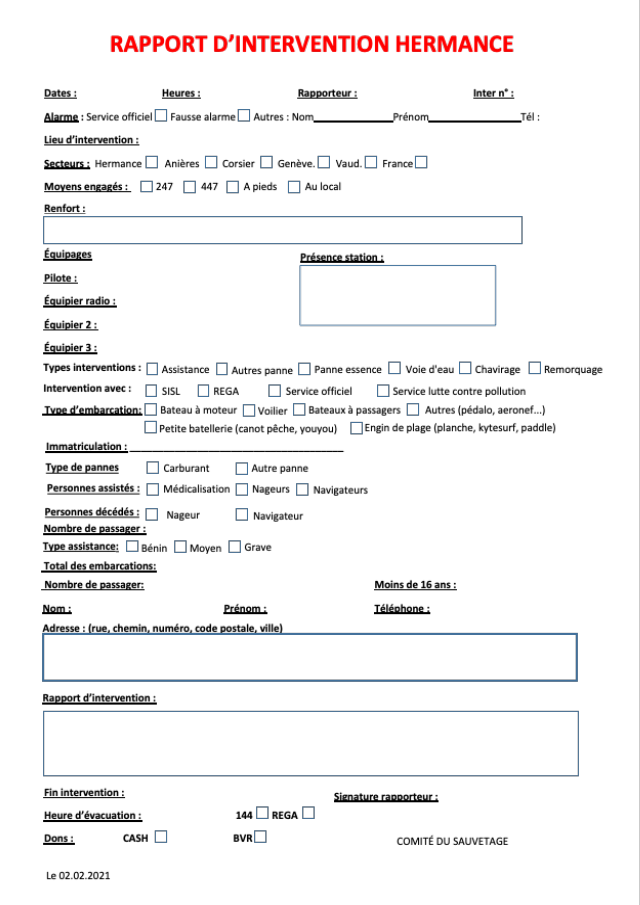 RAPPORT D'INTERVENTION HERMANCE
Dates : Heures : Rapporteur : Inter n° :
Alarme : Service officiel Fausse alarme Autres : Nom Prénom Tél :
Lieu d'intervention :
Secteurs : Hermance Anières Corsier Genève. Vaud. France
Moyens engagés : 247 447 A pieds Au local
Renfort :
Équipages Présence station :
Pilote :
Équipier radio :
Équipier 2 :
Équipier 3 :
Types interventions : Assistance Autres panne Panne essence Voie d'eau Chavirage Remorquage
Intervention avec : SISL REGA Service officiel Service lutte contre pollution
Type d'embarcation: Bateau à moteur Voilier Bateaux à passagers Autres (pédalo, aeronef...)
Petite batellerie (canot pêche, youyou) Engin de plage (planche, kytesurf, paddle)
Immatriculation :
Type de pannes Carburant Autre panne
Personnes assistés : Médicalisation Nageurs Navigateurs
Personnes décédés : Nageur Navigateur
Nombre de passager :
Type assistance: Bénin Moyen Grave
Total des embarcations:
Nombre de passager: Moins de 16 ans :
Nom : Prénom : Téléphone :
Adresse : (rue, chemin, numéro, code postale, ville)
Rapport d'intervention :
Fin intervention : Signature rapporteur :
Heure d'évacuation : 144 REGA
Dons : CASH BVR COMITÉ DU SAUVETAGE
Le 02.02.2021